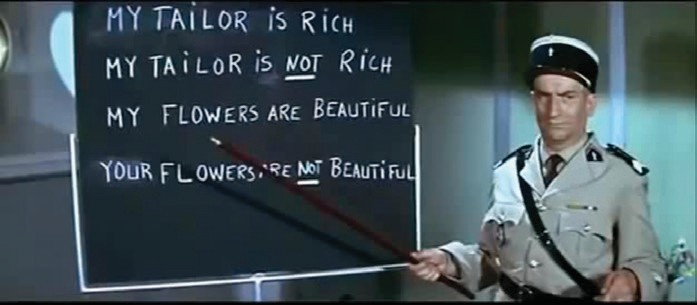 MY TAILOR iS RiCH
MY TAILOR iS NOT RiCH
MY FLOWERS ARE BEAUTiFUL
YOUR FLOWERS ARE NOT BEAUTiFUL